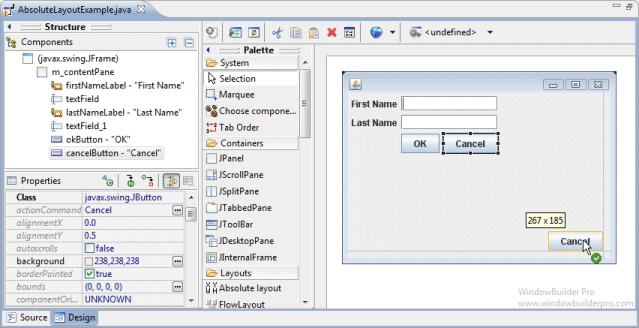 AbsoluteLayoutExample.java
Structure
Components
(javax.swing.JFrame)
m_contentPane
firstNameLabel - "First Name"
textField
lastNameLabel - "Last Name"
textField_1
okButton - "OK"
cancelButton - "Cancel"
Properties
Class javax.swing.JButton
actionCommand Cancel
alignmentX 0.0
alignmentY 0.5
autoscrolls false
background 238,238,238
borderPainted true
bounds (0, 0, 0, 0)
componentOri... UNKNOWN
Palette
System
Selection
Marquee
Choose compone...
Tab Order
Containers
JPanel
JScrollPane
JSplitPane
JTabbedPane
JToolBar
JDesktopPane
JInternalFrame
Layouts
Absolute layout
FlowLayout
<undefined>
First Name
Last Name
OK Cancel
267 x 185
Cancel
WindowBuilder Pro
www.windowbuilderpro.com
Source Design